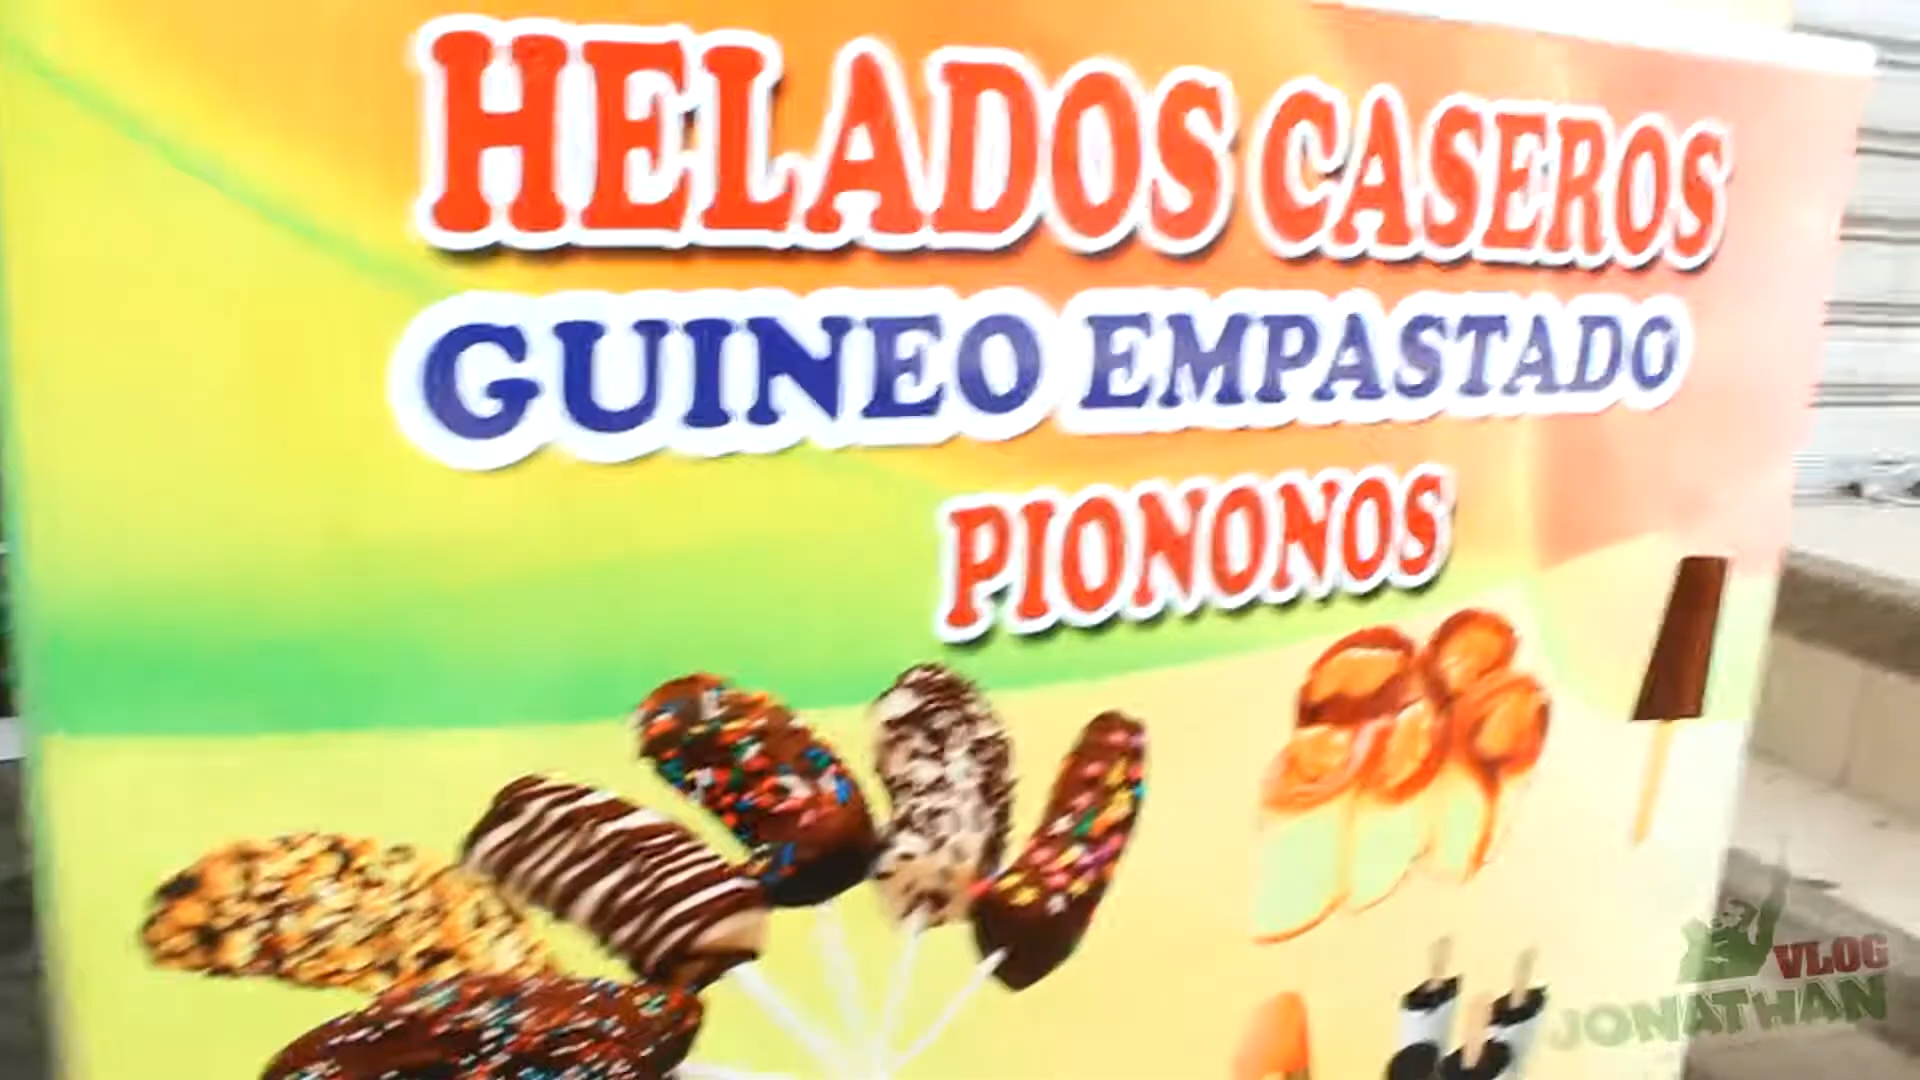 HELADOS CASEROS
GUINEO EMPASTADO
PIONONOS
VLOG
JONATHAN